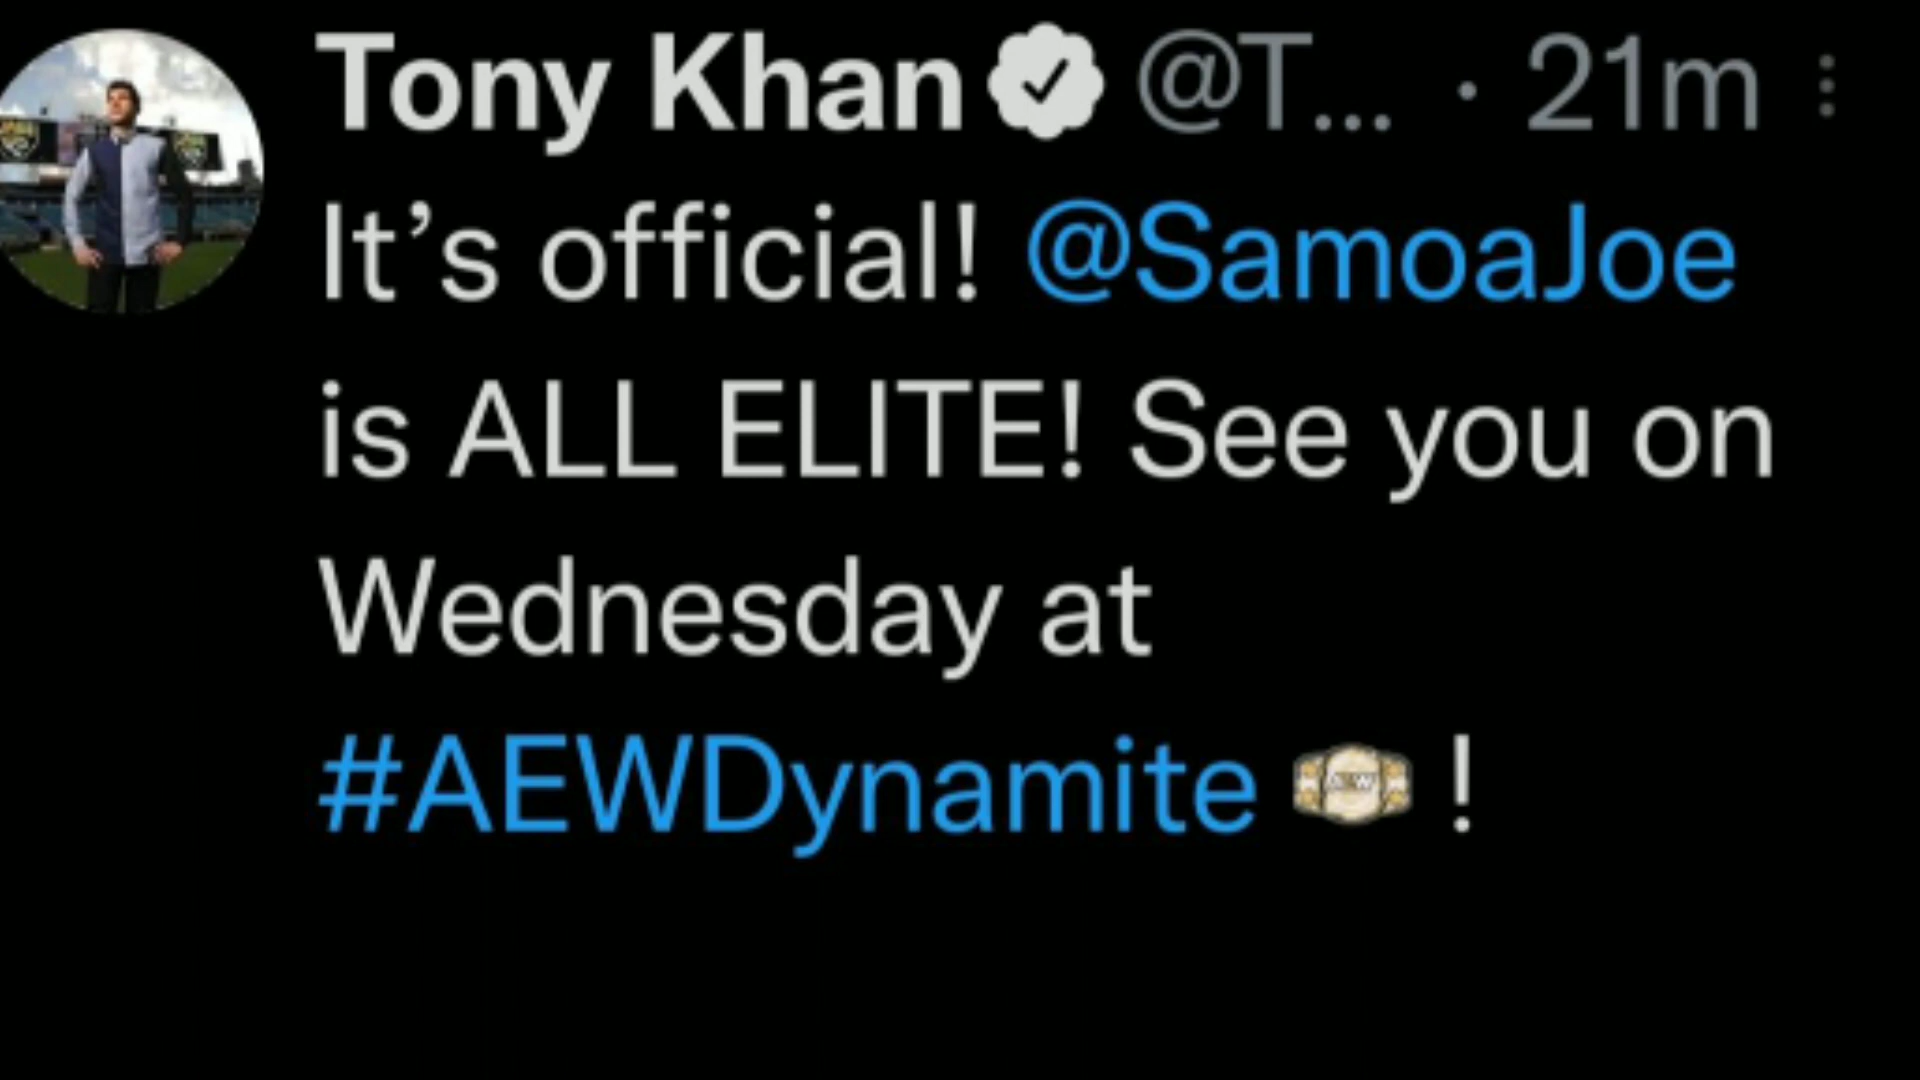 Tony Khan @T... · 21m
It’s official! @SamoaJoe
is ALL ELITE! See you on
Wednesday at
#AEWDynamite !